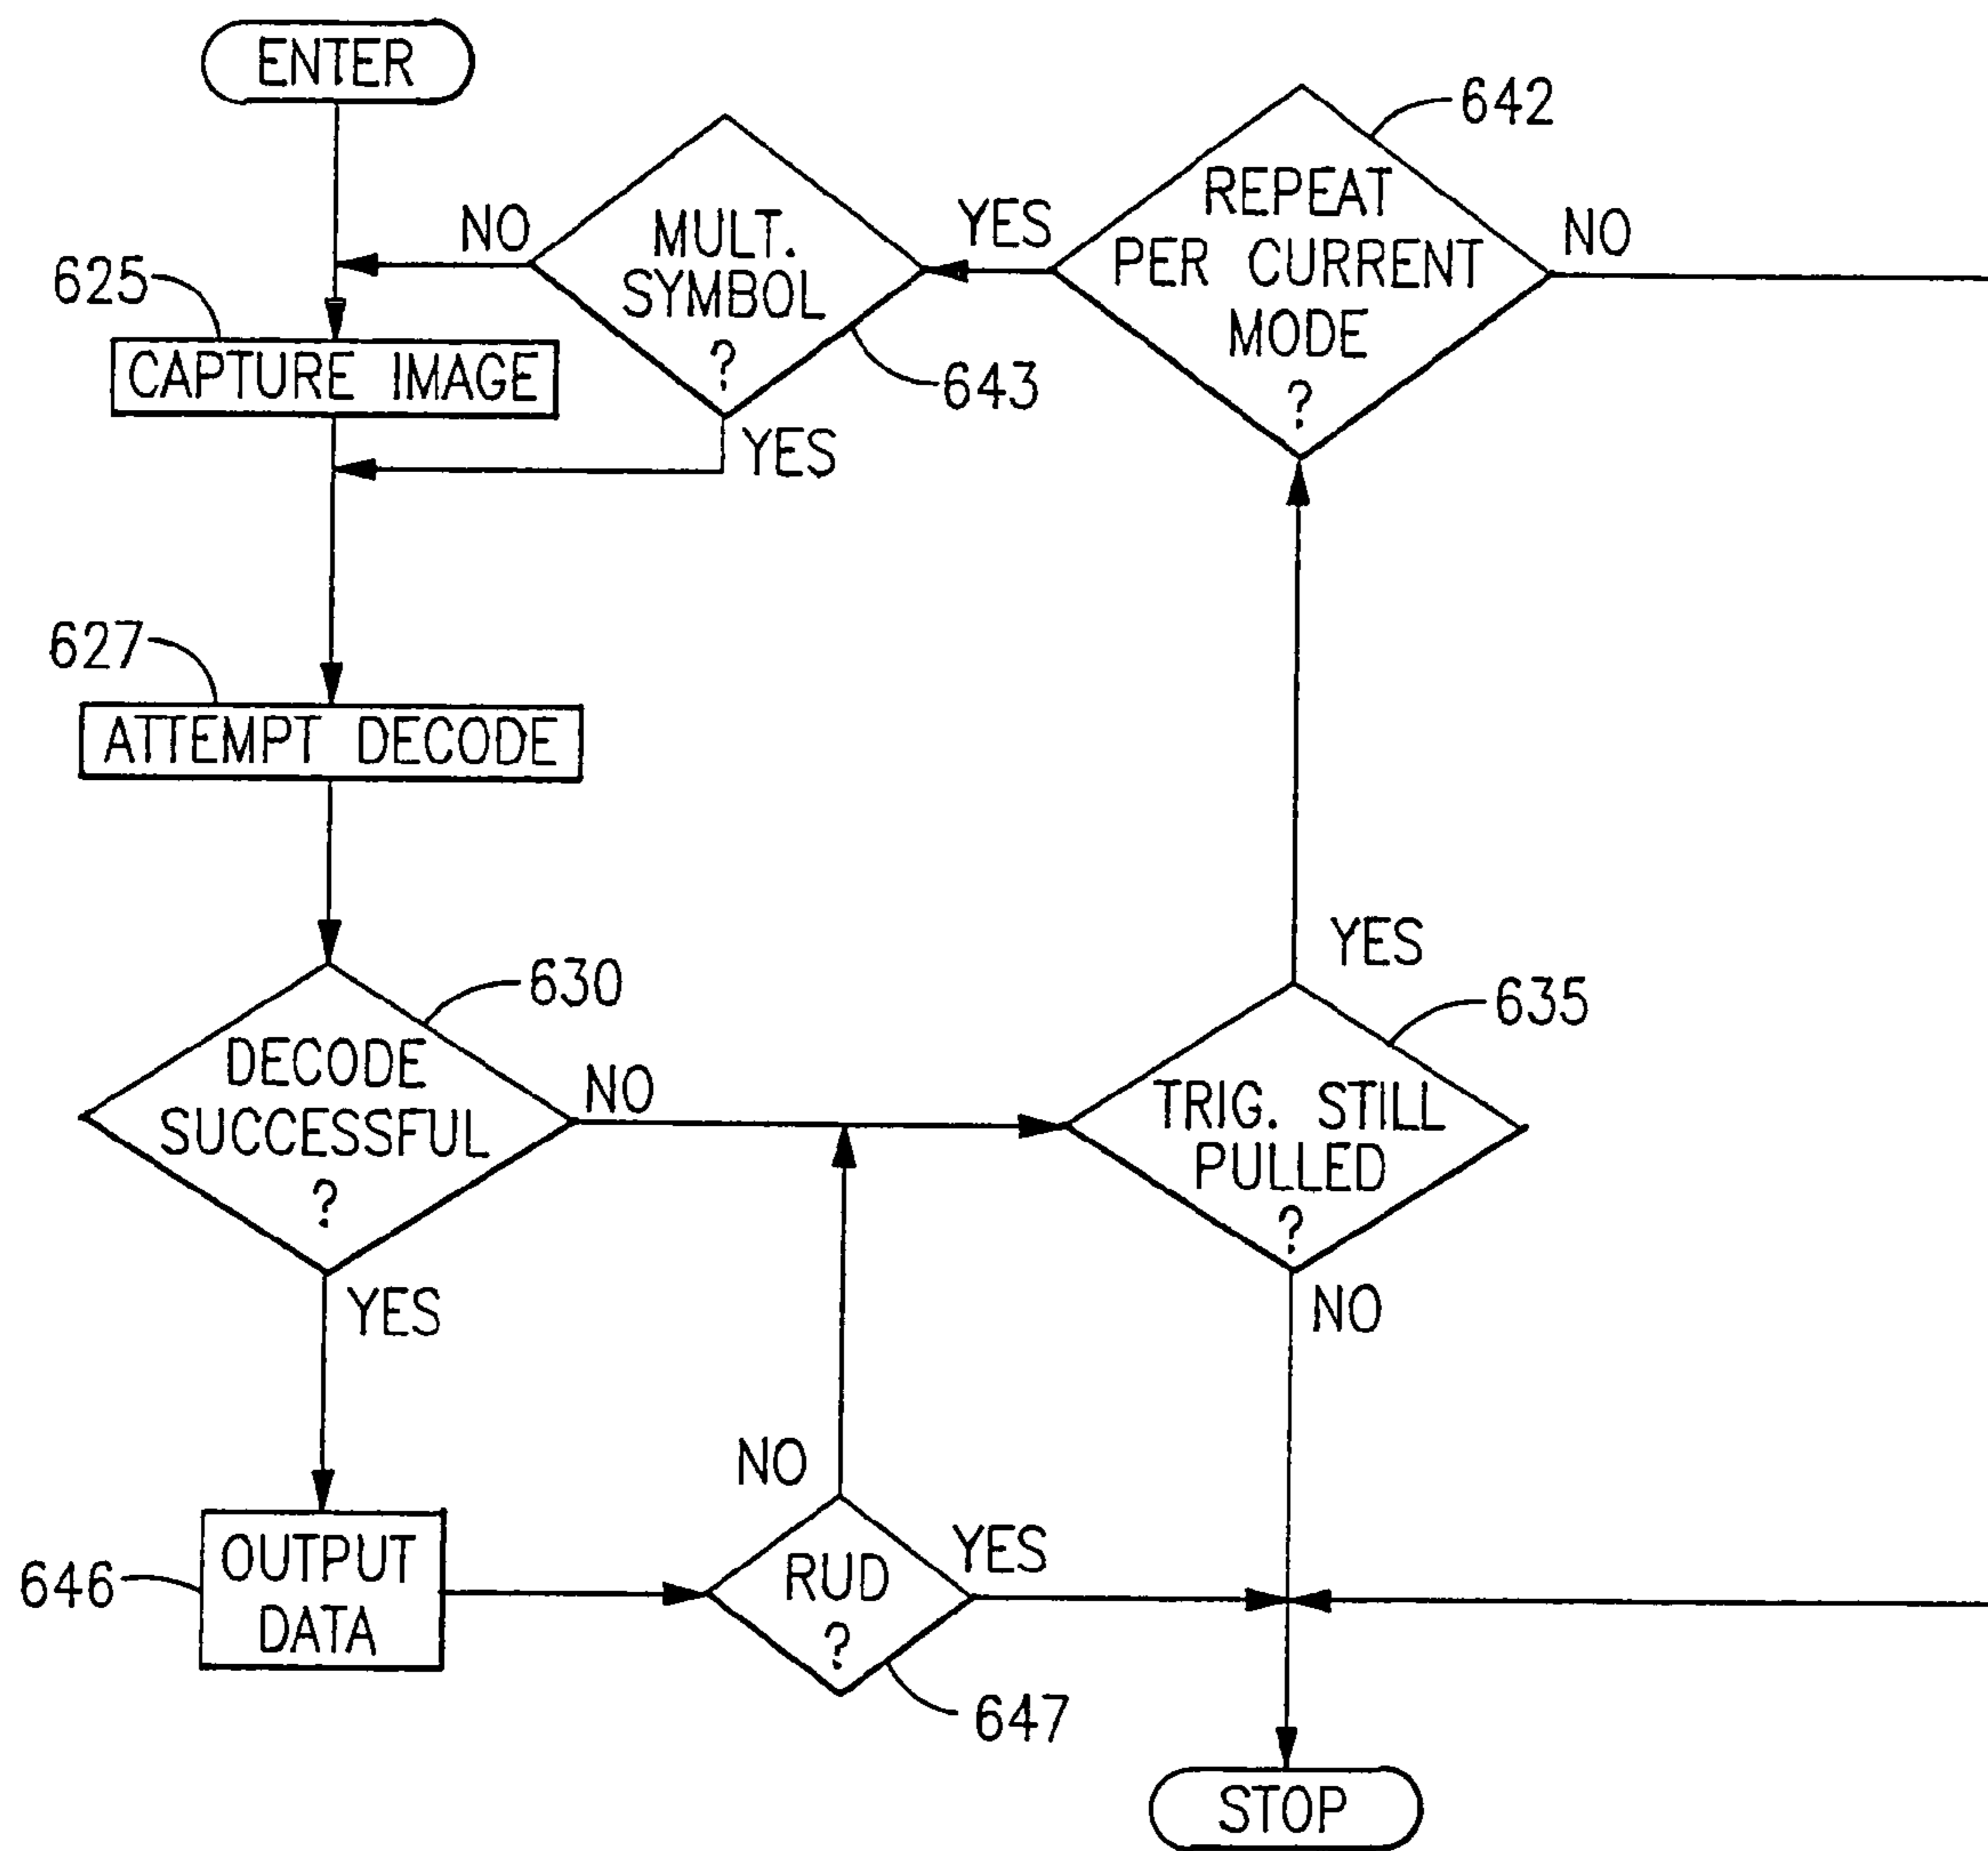 ENTER
642
REPEAT
PER CURRENT
MODE
?
NO
YES
MULT.
SYMBOL
?
NO
643
YES
625
CAPTURE IMAGE
627
ATTEMPT DECODE
630
DECODE
SUCCESSFUL
?
NO
YES
635
TRIG. STILL
PULLED
?
YES
NO
646
OUTPUT
DATA
NO
RUD
?
YES
647
STOP